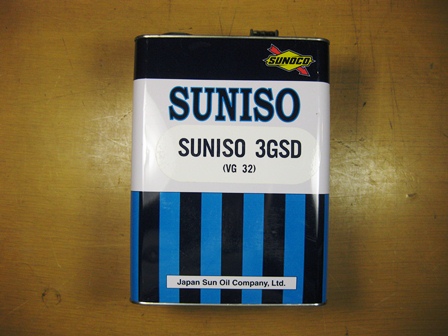 SUNOCO
SUNISO
SUNISO 3GSD
(VG 32)
Japan Sun Oil Company, Ltd.